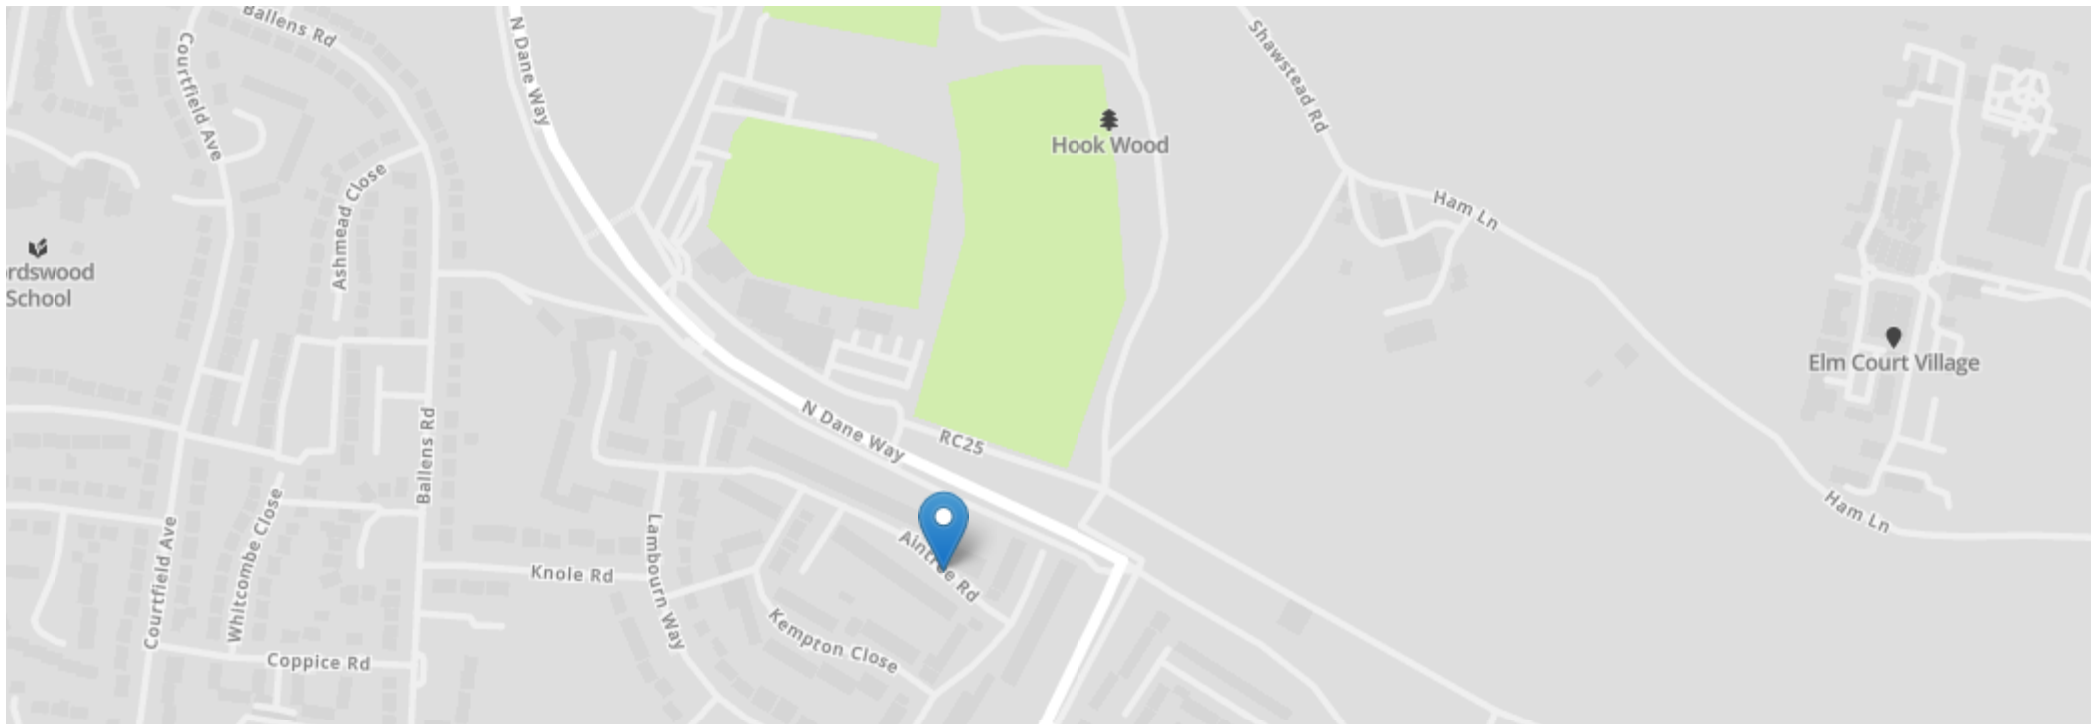 Ballens Rd
N Dane Way
Courtfield Ave
Shawstead Rd
Hook Wood
Ashmead Close
Ham Ln
rdswood
School
Elm Court Village
N Dane Way
RC25
Ballens Rd
Ham Ln
Whitcombe Close
Courtfield Ave
Lambourn Way
Aintree Rd
Knole Rd
Kempton Close
Coppice Rd